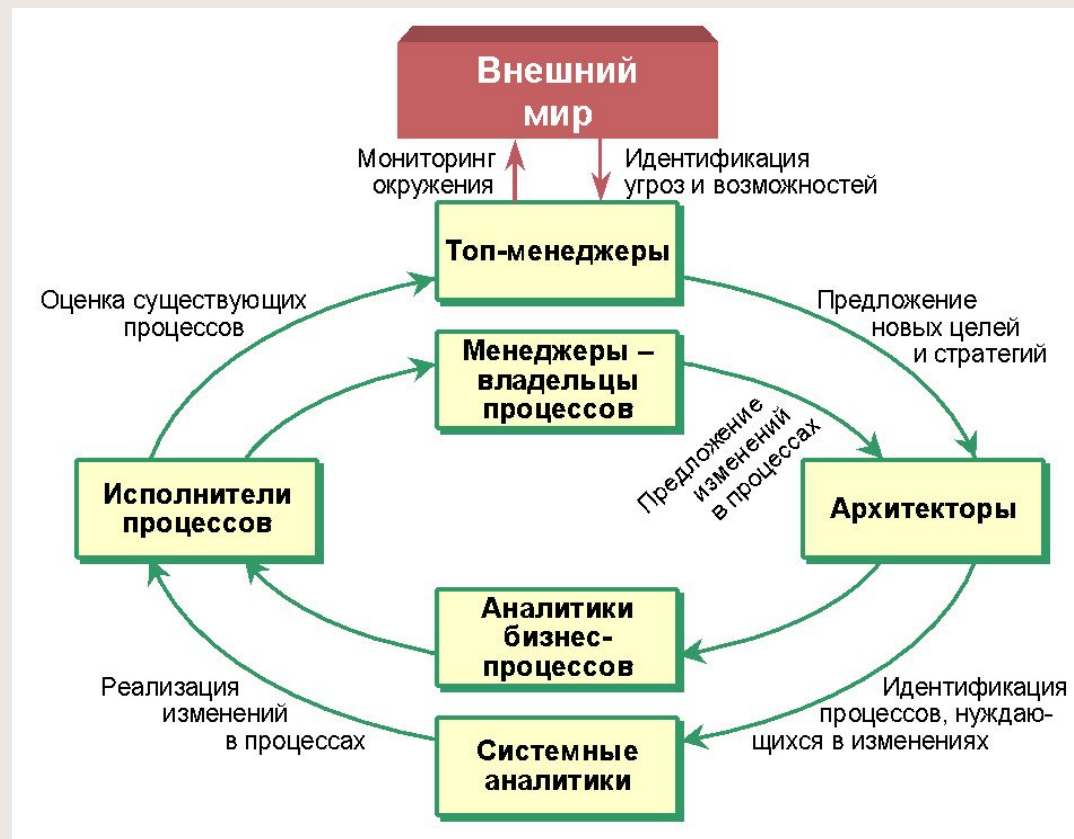 Внешний
мир
Мониторинг
окружения
Идентификация
угроз и возможностей
Топ-менеджеры
Оценка существующих
процессов
Предложение
новых целей
и стратегий
Менеджеры –
владельцы
процессов
Предложение
изменений
в процессах
Исполнители
процессов
Архитекторы
Аналитики
бизнес-
процессов
Реализация
изменений
в процессах
Идентификация
процессов, нуждаю-
щихся в изменениях
Системные
аналитики